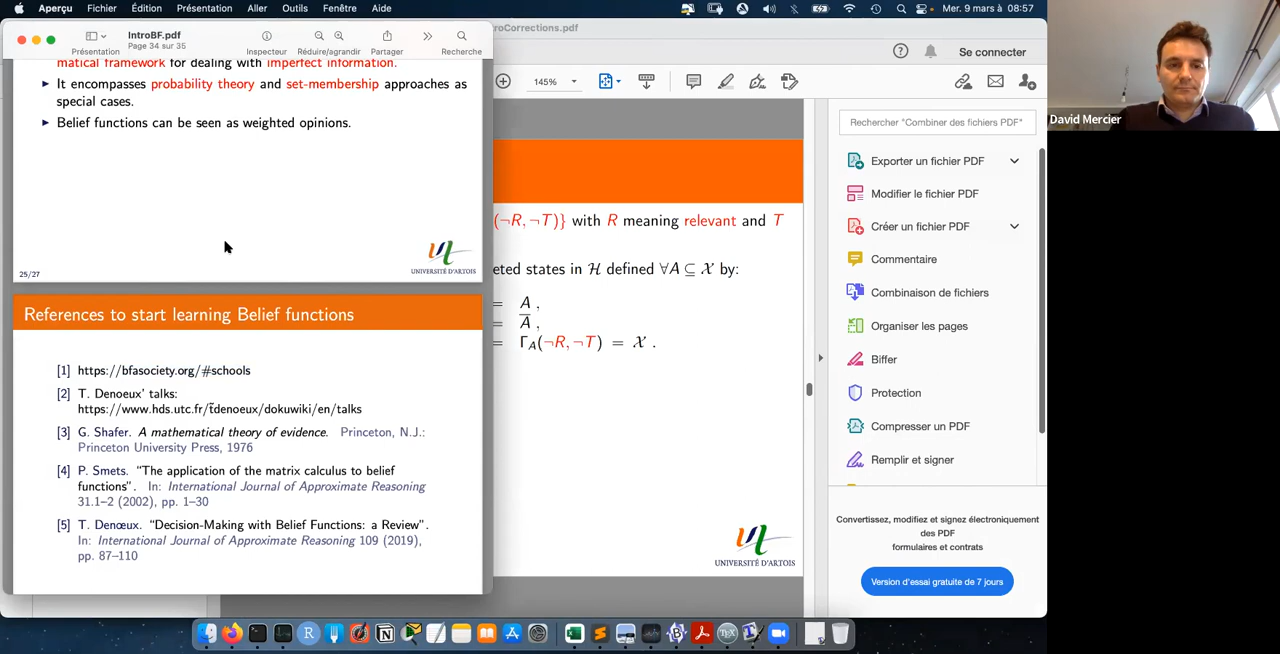 Aperçu Fichier Édition Présentation Aller Outils Fenêtre Aide Mer. 9 mars à 08:57
IntroBF.pdf
Page 34 sur 35
Présentation Inspecteur Réduire/agrandir Partager Recherche
matical framework for dealing with imperfect information.
▸ It encompasses probability theory and set-membership approaches as
special cases.
▸ Belief functions can be seen as weighted opinions.
UNIVERSITÉ D'ARTOIS
25/27
References to start learning Belief functions
[1] https://bfasociety.org/#schools
[2] T. Denoeux' talks:
https://www.hds.utc.fr/t̃denoeux/dokuwiki/en/talks
[3] G. Shafer. A mathematical theory of evidence. Princeton, N.J.:
Princeton University Press, 1976
[4] P. Smets. "The application of the matrix calculus to belief
functions". In: International Journal of Approximate Reasoning
31.1–2 (2002), pp. 1–30
[5] T. Denœux. "Decision-Making with Belief Functions: a Review".
In: International Journal of Approximate Reasoning 109 (2019),
pp. 87–110
roCorrections.pdf
Se connecter
145%
(¬R, ¬T)} with R meaning relevant and T
eted states in ℋ defined ∀A ⊆ 𝒳 by:
= A ,
= A̅ ,
= Γ_A(¬R, ¬T) = 𝒳 .
UNIVERSITÉ D'ARTOIS
Rechercher "Combiner des fichiers PDF"
Exporter un fichier PDF
Modifier le fichier PDF
Créer un fichier PDF
Commentaire
Combinaison de fichiers
Organiser les pages
Biffer
Protection
Compresser un PDF
Remplir et signer
Convertissez, modifiez et signez électroniquement
des PDF
formulaires et contrats
Version d'essai gratuite de 7 jours
David Mercier